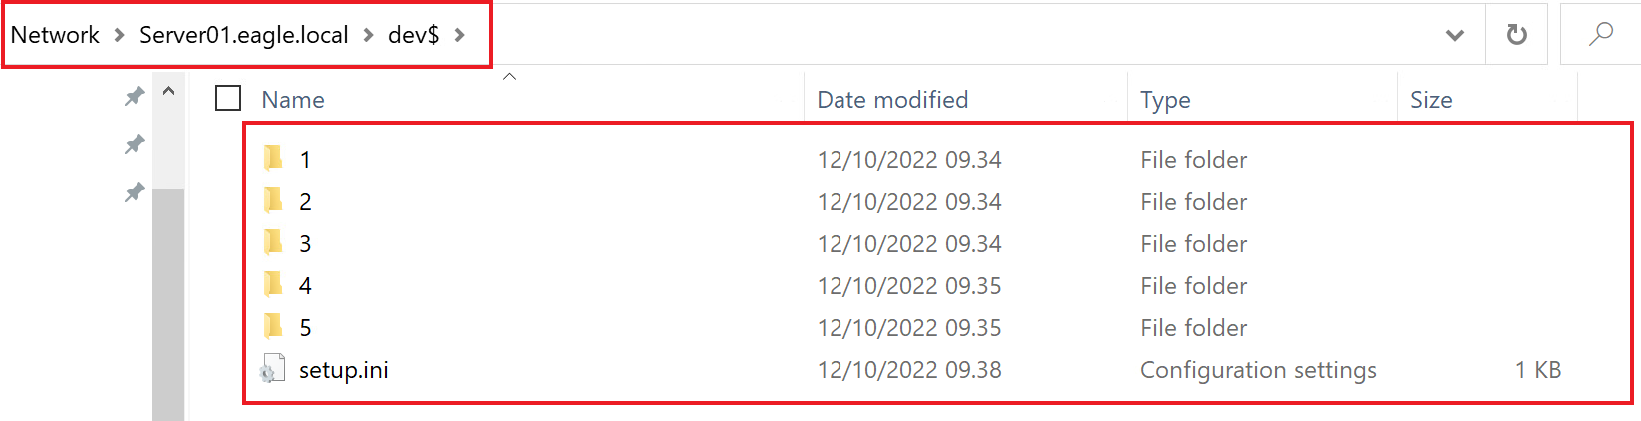 Network > Server01.eagle.local > dev$ >
Name Date modified Type Size
1 12/10/2022 09.34 File folder
2 12/10/2022 09.34 File folder
3 12/10/2022 09.34 File folder
4 12/10/2022 09.35 File folder
5 12/10/2022 09.35 File folder
setup.ini 12/10/2022 09.38 Configuration settings 1 KB